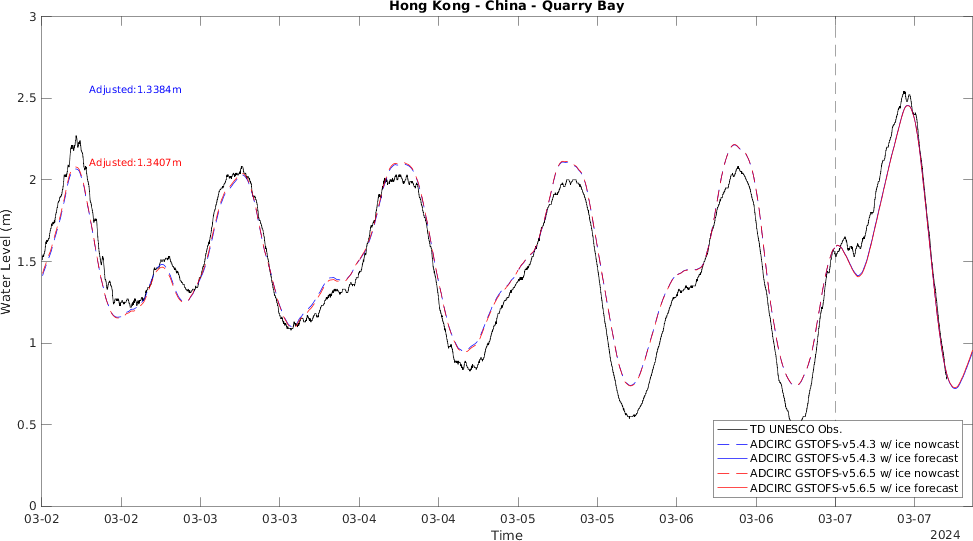 Hong Kong - China - Quarry Bay
3
2.5
2
1.5
1
0.5
0
Water Level (m)
Adjusted:1.3384m
Adjusted:1.3407m
TD UNESCO Obs.
ADCIRC GSTOFS-v5.4.3 w/ ice nowcast
ADCIRC GSTOFS-v5.4.3 w/ ice forecast
ADCIRC GSTOFS-v5.6.5 w/ ice nowcast
ADCIRC GSTOFS-v5.6.5 w/ ice forecast
03-02 03-02 03-03 03-03 03-04 03-04 03-05 03-05 03-06 03-06 03-07 03-07
Time
2024